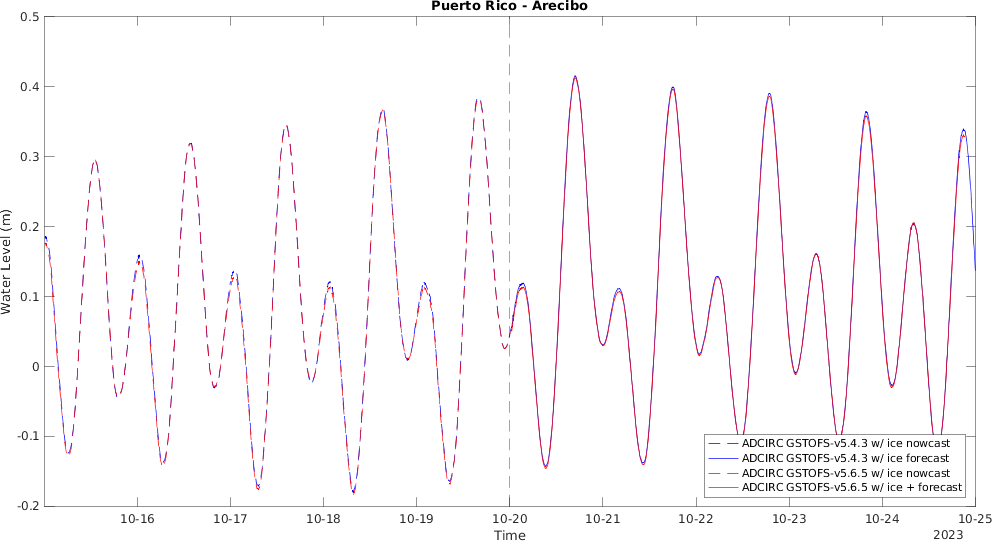 Puerto Rico - Arecibo
0.5
0.4
0.3
0.2
0.1
0
-0.1
-0.2
Water Level (m)
ADCIRC GSTOFS-v5.4.3 w/ ice nowcast
ADCIRC GSTOFS-v5.4.3 w/ ice forecast
ADCIRC GSTOFS-v5.6.5 w/ ice nowcast
ADCIRC GSTOFS-v5.6.5 w/ ice + forecast
10-16 10-17 10-18 10-19 10-20 10-21 10-22 10-23 10-24 10-25
Time
2023